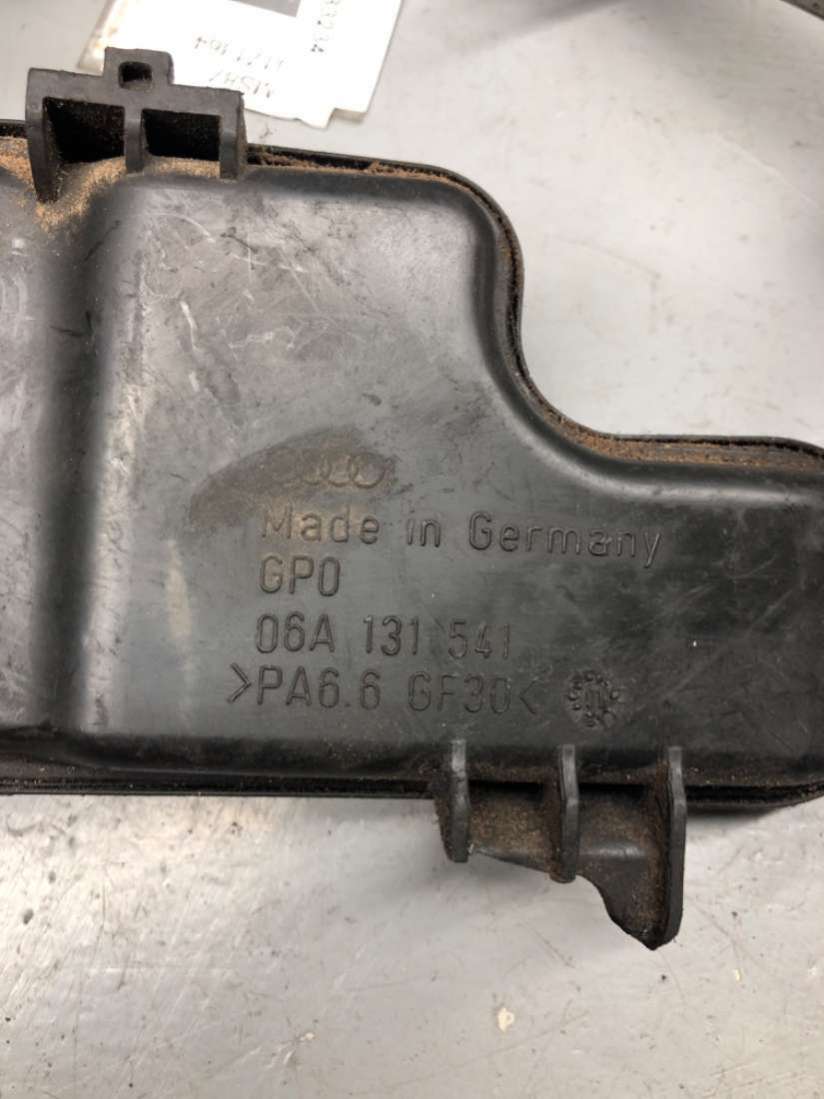 Made in Germany
GPO
06A 131 541
>PA6.6 GF30<